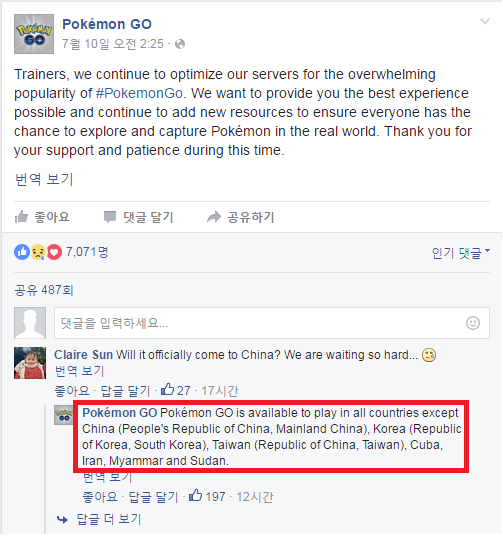 Pokémon GO
7월 10일 오전 2:25 ·
Trainers, we continue to optimize our servers for the overwhelming
popularity of #PokemonGo. We want to provide you the best experience
possible and continue to add new resources to ensure everyone has the
chance to explore and capture Pokémon in the real world. Thank you for
your support and patience during this time.
번역 보기
좋아요 댓글 달기 공유하기
7,071명 인기 댓글
공유 487회
댓글을 입력하세요...
Claire Sun Will it officially come to China? We are waiting so hard...
번역 보기
좋아요 · 답글 달기 · 27 · 17시간
Pokémon GO Pokémon GO is available to play in all countries except
China (People's Republic of China, Mainland China), Korea (Republic
of Korea, South Korea), Taiwan (Republic of China, Taiwan), Cuba,
Iran, Myammar and Sudan.
번역 보기
좋아요 · 답글 달기 · 197 · 12시간
답글 더 보기